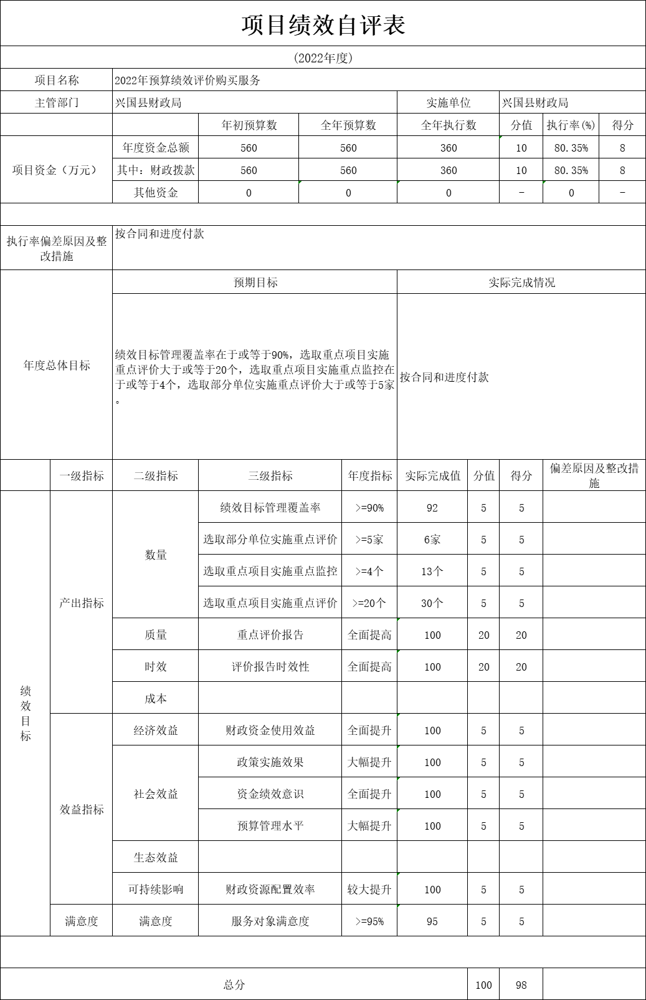 项目绩效自评表
(2022年度)
项目名称 2022年预算绩效评价购买服务
主管部门 兴国县财政局 实施单位 兴国县财政局
年初预算数 全年预算数 全年执行数 分值 执行率(%) 得分
项目资金（万元）
年度资金总额 560 560 360 10 80.35% 8
其中：财政拨款 560 560 360 10 80.35% 8
其他资金 0 0 0 － 0 －
执行率偏差原因及整
改措施
按合同和进度付款
年度总体目标
预期目标 实际完成情况
绩效目标管理覆盖率在于或等于90%，选取重点项目实施
重点评价大于或等于20个，选取重点项目实施重点监控在
于或等于4个，选取部分单位实施重点评价大于或等于5家
。
按合同和进度付款
绩
效
目
标
一级指标 二级指标 三级指标 年度指标 实际完成值 分值 得分 偏差原因及整改措
施
产出指标
数量
绩效目标管理覆盖率 >=90% 92 5 5
选取部分单位实施重点评价 >=5家 6家 5 5
选取重点项目实施重点监控 >=4个 13个 5 5
选取重点项目实施重点评价 >=20个 30个 5 5
质量 重点评价报告 全面提高 100 20 20
时效 评价报告时效性 全面提高 100 20 20
成本
效益指标
经济效益 财政资金使用效益 全面提升 100 5 5
社会效益
政策实施效果 大幅提升 100 5 5
资金绩效意识 全面提升 100 5 5
预算管理水平 大幅提升 100 5 5
生态效益
可持续影响 财政资源配置效率 较大提升 100 5 5
满意度 满意度 服务对象满意度 >=95% 95 5 5
总分 100 98